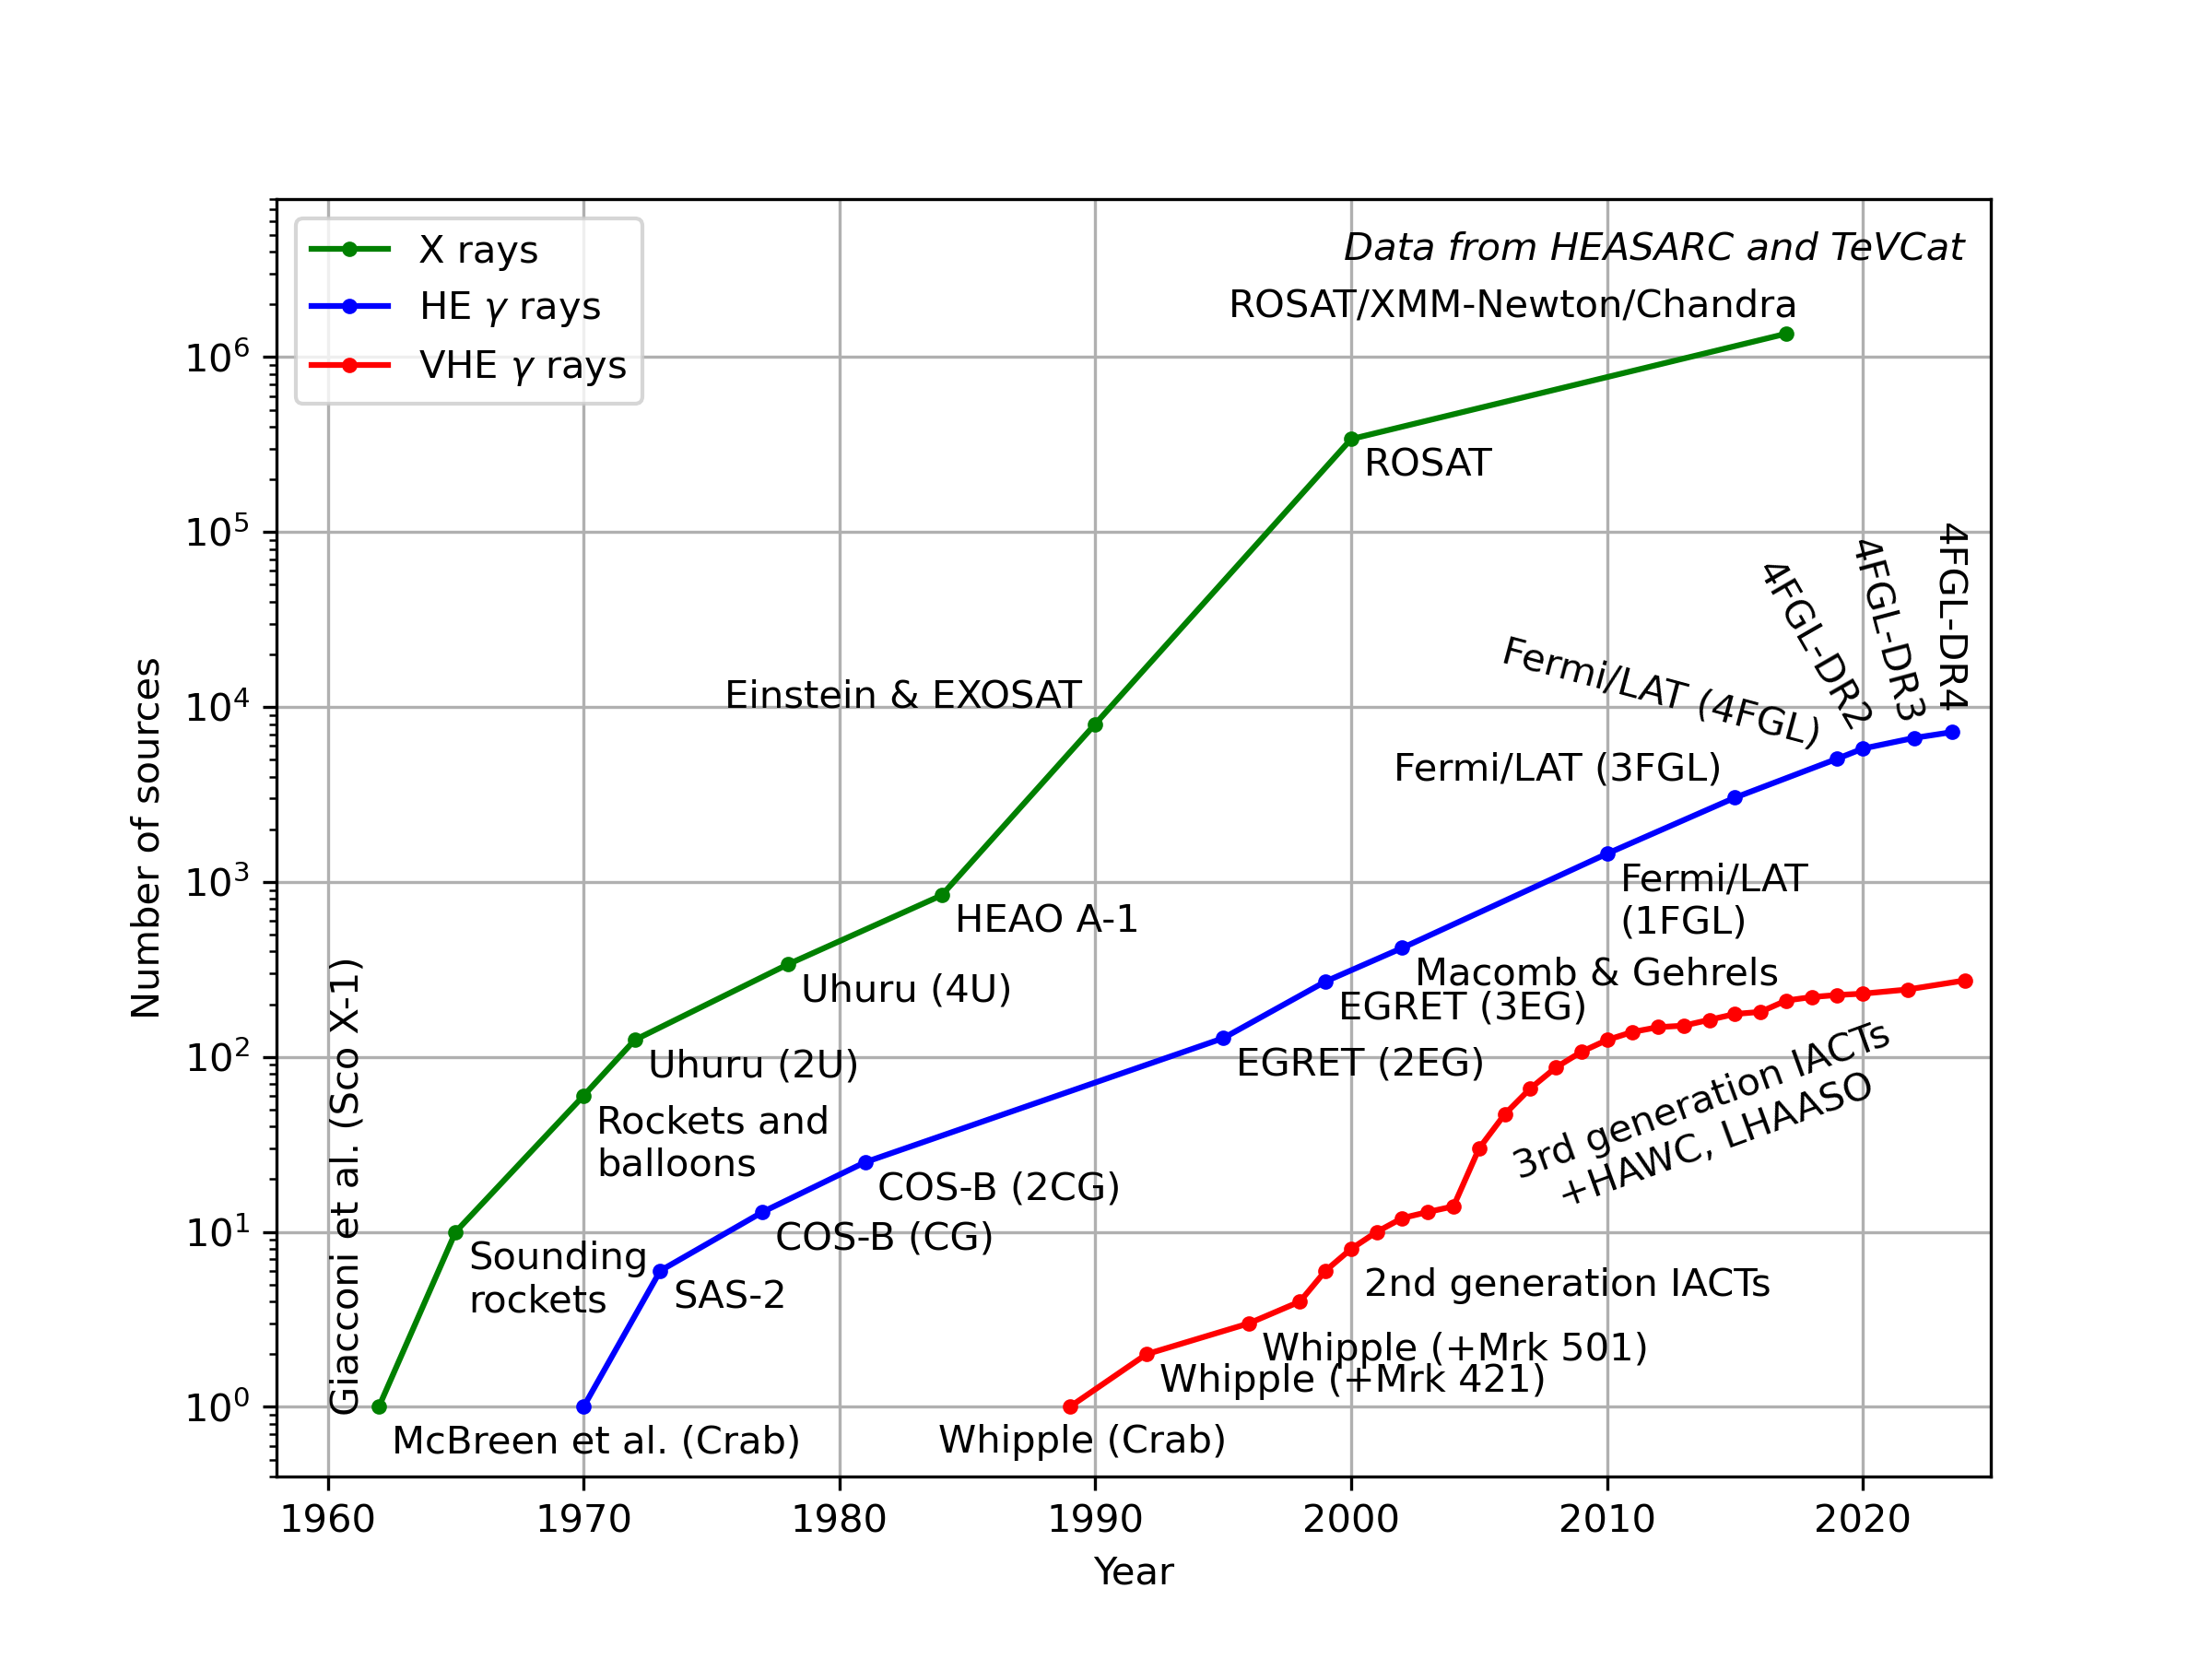 X rays
HE γ rays
VHE γ rays
Data from HEASARC and TeVCat
ROSAT/XMM-Newton/Chandra
ROSAT
4FGL-DR4
4FGL-DR3
4FGL-DR2
Fermi/LAT (4FGL)
Fermi/LAT (3FGL)
Einstein & EXOSAT
Fermi/LAT
(1FGL)
HEAO A-1
Macomb & Gehrels
Uhuru (4U)
EGRET (3EG)
Uhuru (2U)
EGRET (2EG)
3rd generation IACTs
+HAWC, LHAASO
Rockets and
balloons
COS-B (2CG)
COS-B (CG)
Giacconi et al. (Sco X-1)
Sounding
rockets
SAS-2
2nd generation IACTs
Whipple (+Mrk 501)
Whipple (+Mrk 421)
McBreen et al. (Crab)
Whipple (Crab)
Number of sources
10⁶
10⁵
10⁴
10³
10²
10¹
10⁰
1960 1970 1980 1990 2000 2010 2020
Year